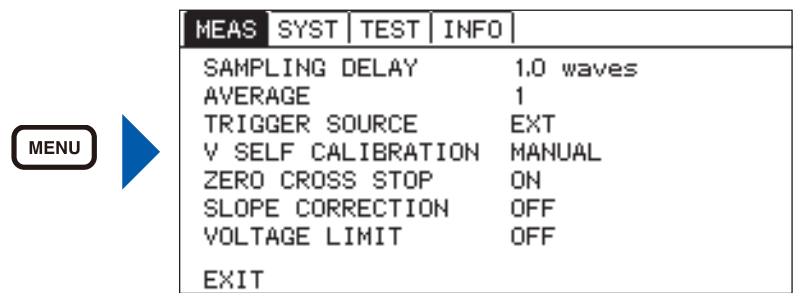 MENU
MEAS SYST TEST INFO
SAMPLING DELAY 1.0 waves
AVERAGE 1
TRIGGER SOURCE EXT
V SELF CALIBRATION MANUAL
ZERO CROSS STOP ON
SLOPE CORRECTION OFF
VOLTAGE LIMIT OFF
EXIT